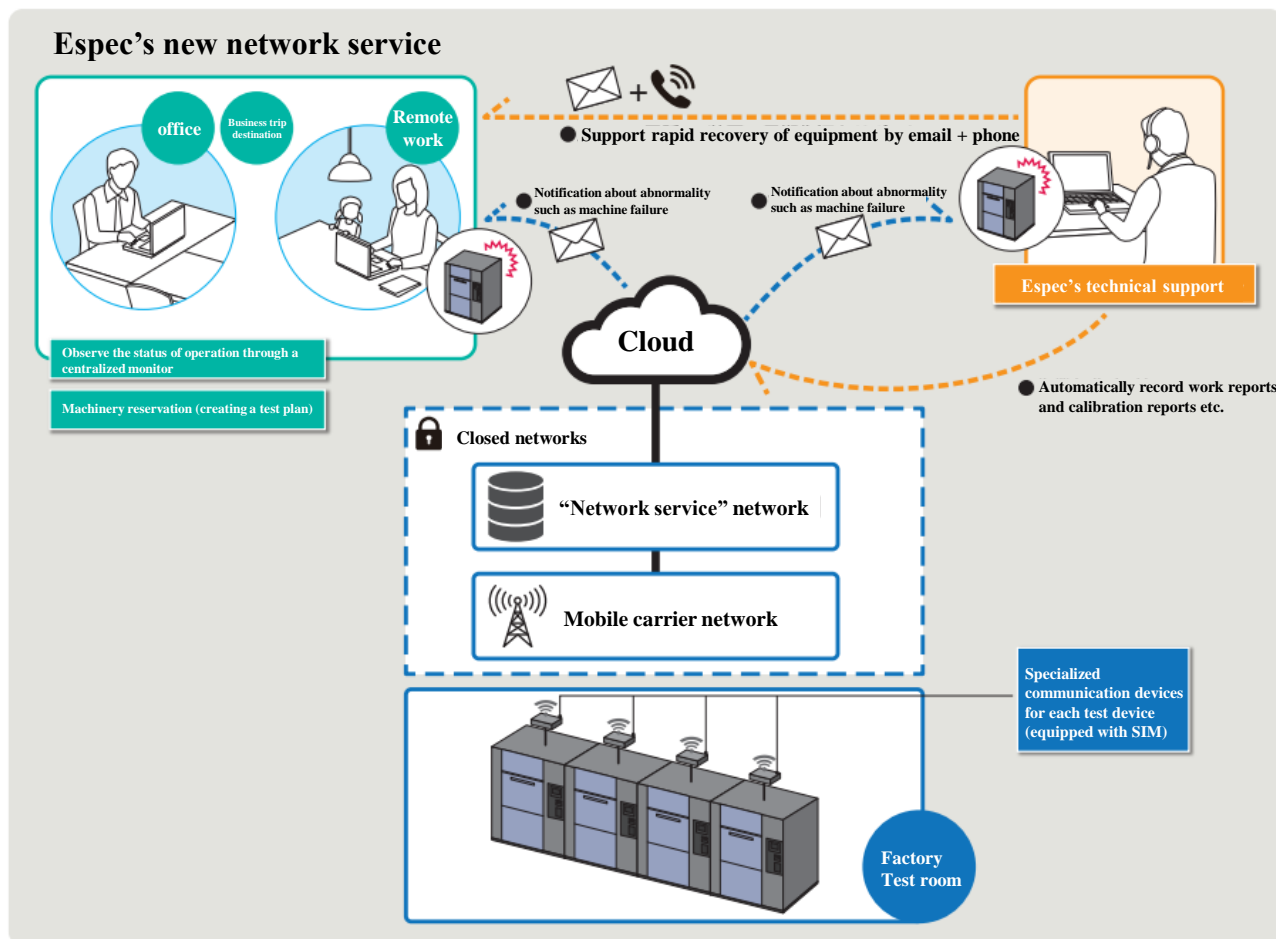 Espec’s new network service
office
Business trip
destination
Remote
work
+
● Support rapid recovery of equipment by email + phone
● Notification about abnormality
such as machine failure
● Notification about abnormality
such as machine failure
Espec’s technical support
Cloud
Observe the status of operation through a
centralized monitor
Machinery reservation (creating a test plan)
● Automatically record work reports
and calibration reports etc.
Closed networks
“Network service” network
Mobile carrier network
Specialized
communication devices
for each test device
(equipped with SIM)
Factory
Test room